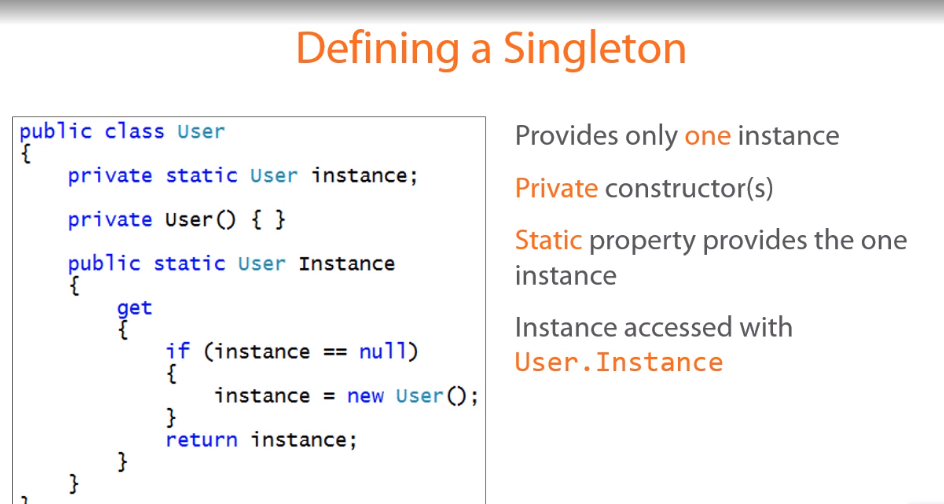 Defining a Singleton
public class User
{
    private static User instance;
    private User() { }
    public static User Instance
    {
        get
        {
            if (instance == null)
            {
                instance = new User();
            }
            return instance;
        }
    }
}
Provides only one instance
Private constructor(s)
Static property provides the one
instance
Instance accessed with
User.Instance